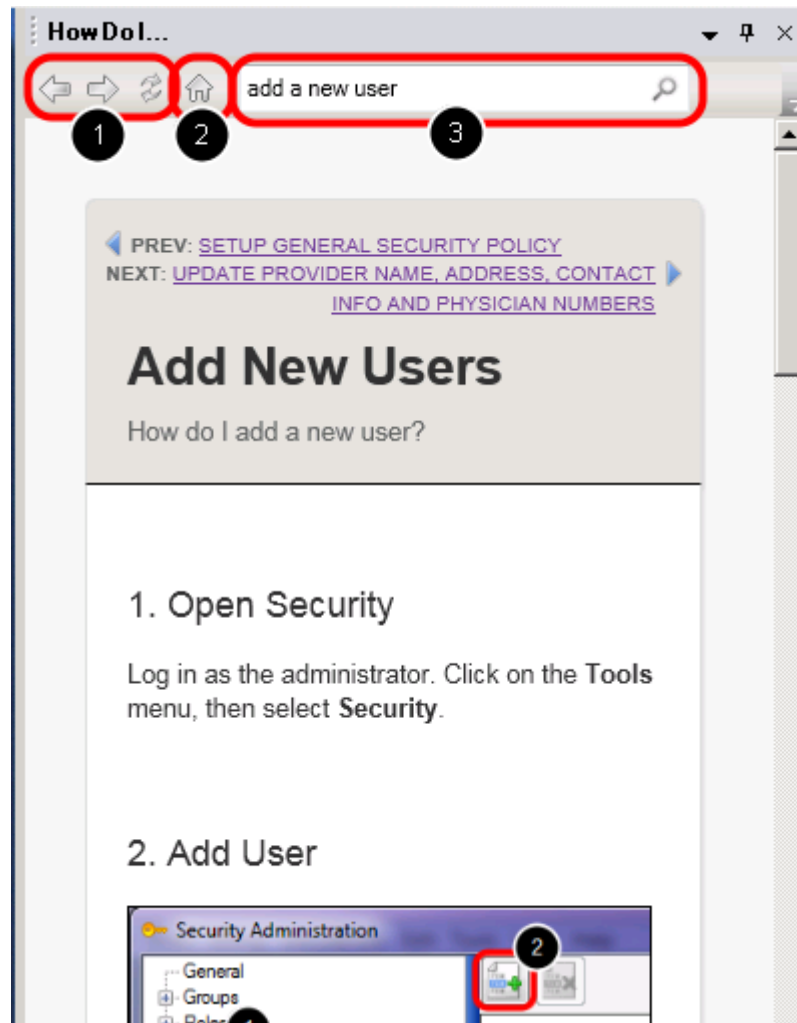 How Do I...
add a new user
1
2
3
PREV: SETUP GENERAL SECURITY POLICY
NEXT: UPDATE PROVIDER NAME, ADDRESS, CONTACT
INFO AND PHYSICIAN NUMBERS
Add New Users
How do I add a new user?
1. Open Security
Log in as the administrator. Click on the Tools
menu, then select Security.
2. Add User
Security Administration
2
General
Groups